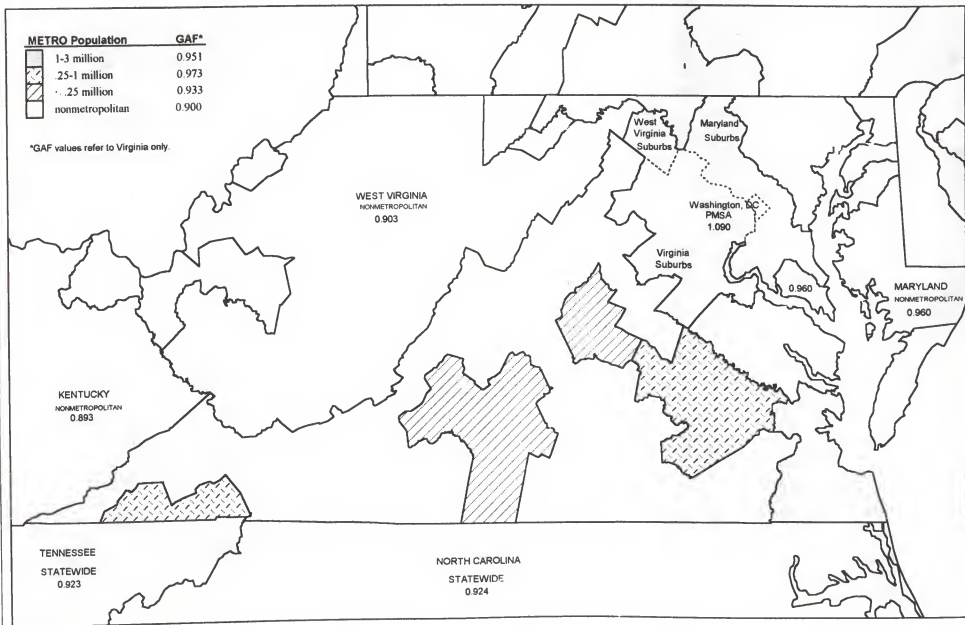 METRO Population GAF*
1-3 million 0.951
.25-1 million 0.973
.25 million 0.933
nonmetropolitan 0.900
*GAF values refer to Virginia only.
West
Virginia
Suburbs
Maryland
Suburbs
WEST VIRGINIA
NONMETROPOLITAN
0.903
Washington, DC
PMSA
1.090
Virginia
Suburbs
0.960
MARYLAND
NONMETROPOLITAN
0.960
KENTUCKY
NONMETROPOLITAN
0.893
TENNESSEE
STATEWIDE
0.923
NORTH CAROLINA
STATEWIDE
0.924